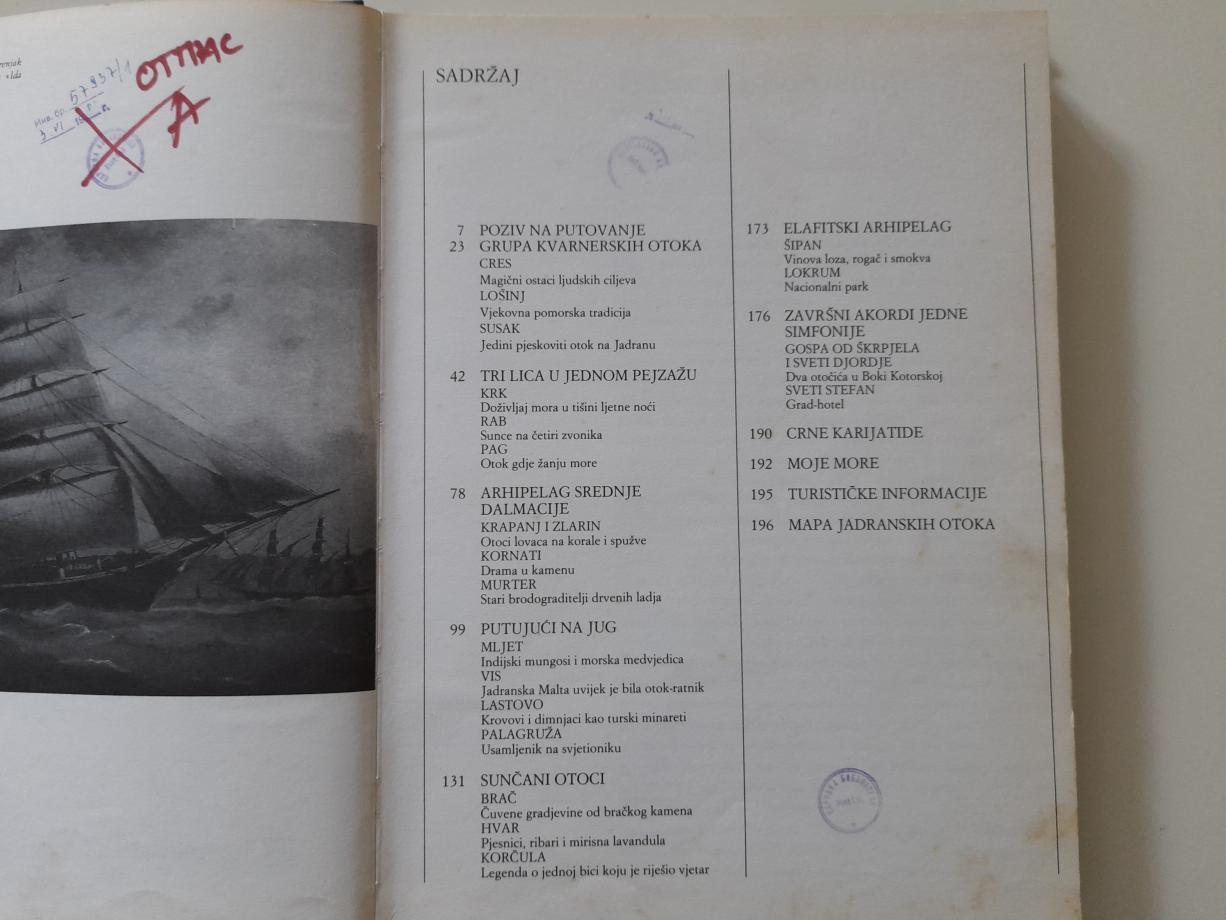 renjak
«Ida
57937/1
Инв. бр.
ОТПИС
А
SADRŽAJ
7 POZIV NA PUTOVANJE
23 GRUPA KVARNERSKIH OTOKA
CRES
Magični ostaci ljudskih ciljeva
LOŠINJ
Vjekovna pomorska tradicija
SUSAK
Jedini pjeskoviti otok na Jadranu
42 TRI LICA U JEDNOM PEJZAŽU
KRK
Doživljaj mora u tišini ljetne noći
RAB
Sunce na četiri zvonika
PAG
Otok gdje žanju more
78 ARHIPELAG SREDNJE
DALMACIJE
KRAPANJ I ZLARIN
Otoci lovaca na korale i spužve
KORNATI
Drama u kamenu
MURTER
Stari brodograditelji drvenih ladja
99 PUTUJUĆI NA JUG
MLJET
Indijski mungosi i morska medvjedica
VIS
Jadranska Malta uvijek je bila otok-ratnik
LASTOVO
Krovovi i dimnjaci kao turski minareti
PALAGRUŽA
Usamljenik na svjetioniku
131 SUNČANI OTOCI
BRAČ
Čuvene gradjevine od bračkog kamena
HVAR
Pjesnici, ribari i mirisna lavandula
KORČULA
Legenda o jednoj bici koju je riješio vjetar
173 ELAFITSKI ARHIPELAG
ŠIPAN
Vinova loza, rogač i smokva
LOKRUM
Nacionalni park
176 ZAVRŠNI AKORDI JEDNE
SIMFONIJE
GOSPA OD ŠKRPJELA
I SVETI DJORDJE
Dva otočića u Boki Kotorskoj
SVETI STEFAN
Grad-hotel
190 CRNE KARIJATIDE
192 MOJE MORE
195 TURISTIČKE INFORMACIJE
196 MAPA JADRANSKIH OTOKA